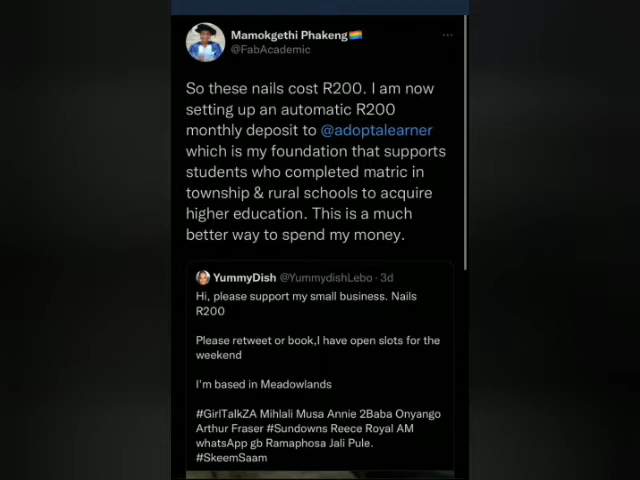 Mamokgethi Phakeng🏳️‍🌈
@FabAcademic
So these nails cost R200. I am now
setting up an automatic R200
monthly deposit to @adoptalearner
which is my foundation that supports
students who completed matric in
township & rural schools to acquire
higher education. This is a much
better way to spend my money.
YummyDish @YummydishLebo · 3d
Hi, please support my small business. Nails
R200
Please retweet or book,I have open slots for the
weekend
I'm based in Meadowlands
#GirlTalkZA Mihlali Musa Annie 2Baba Onyango
Arthur Fraser #Sundowns Reece Royal AM
whatsApp gb Ramaphosa Jali Pule.
#SkeemSaam